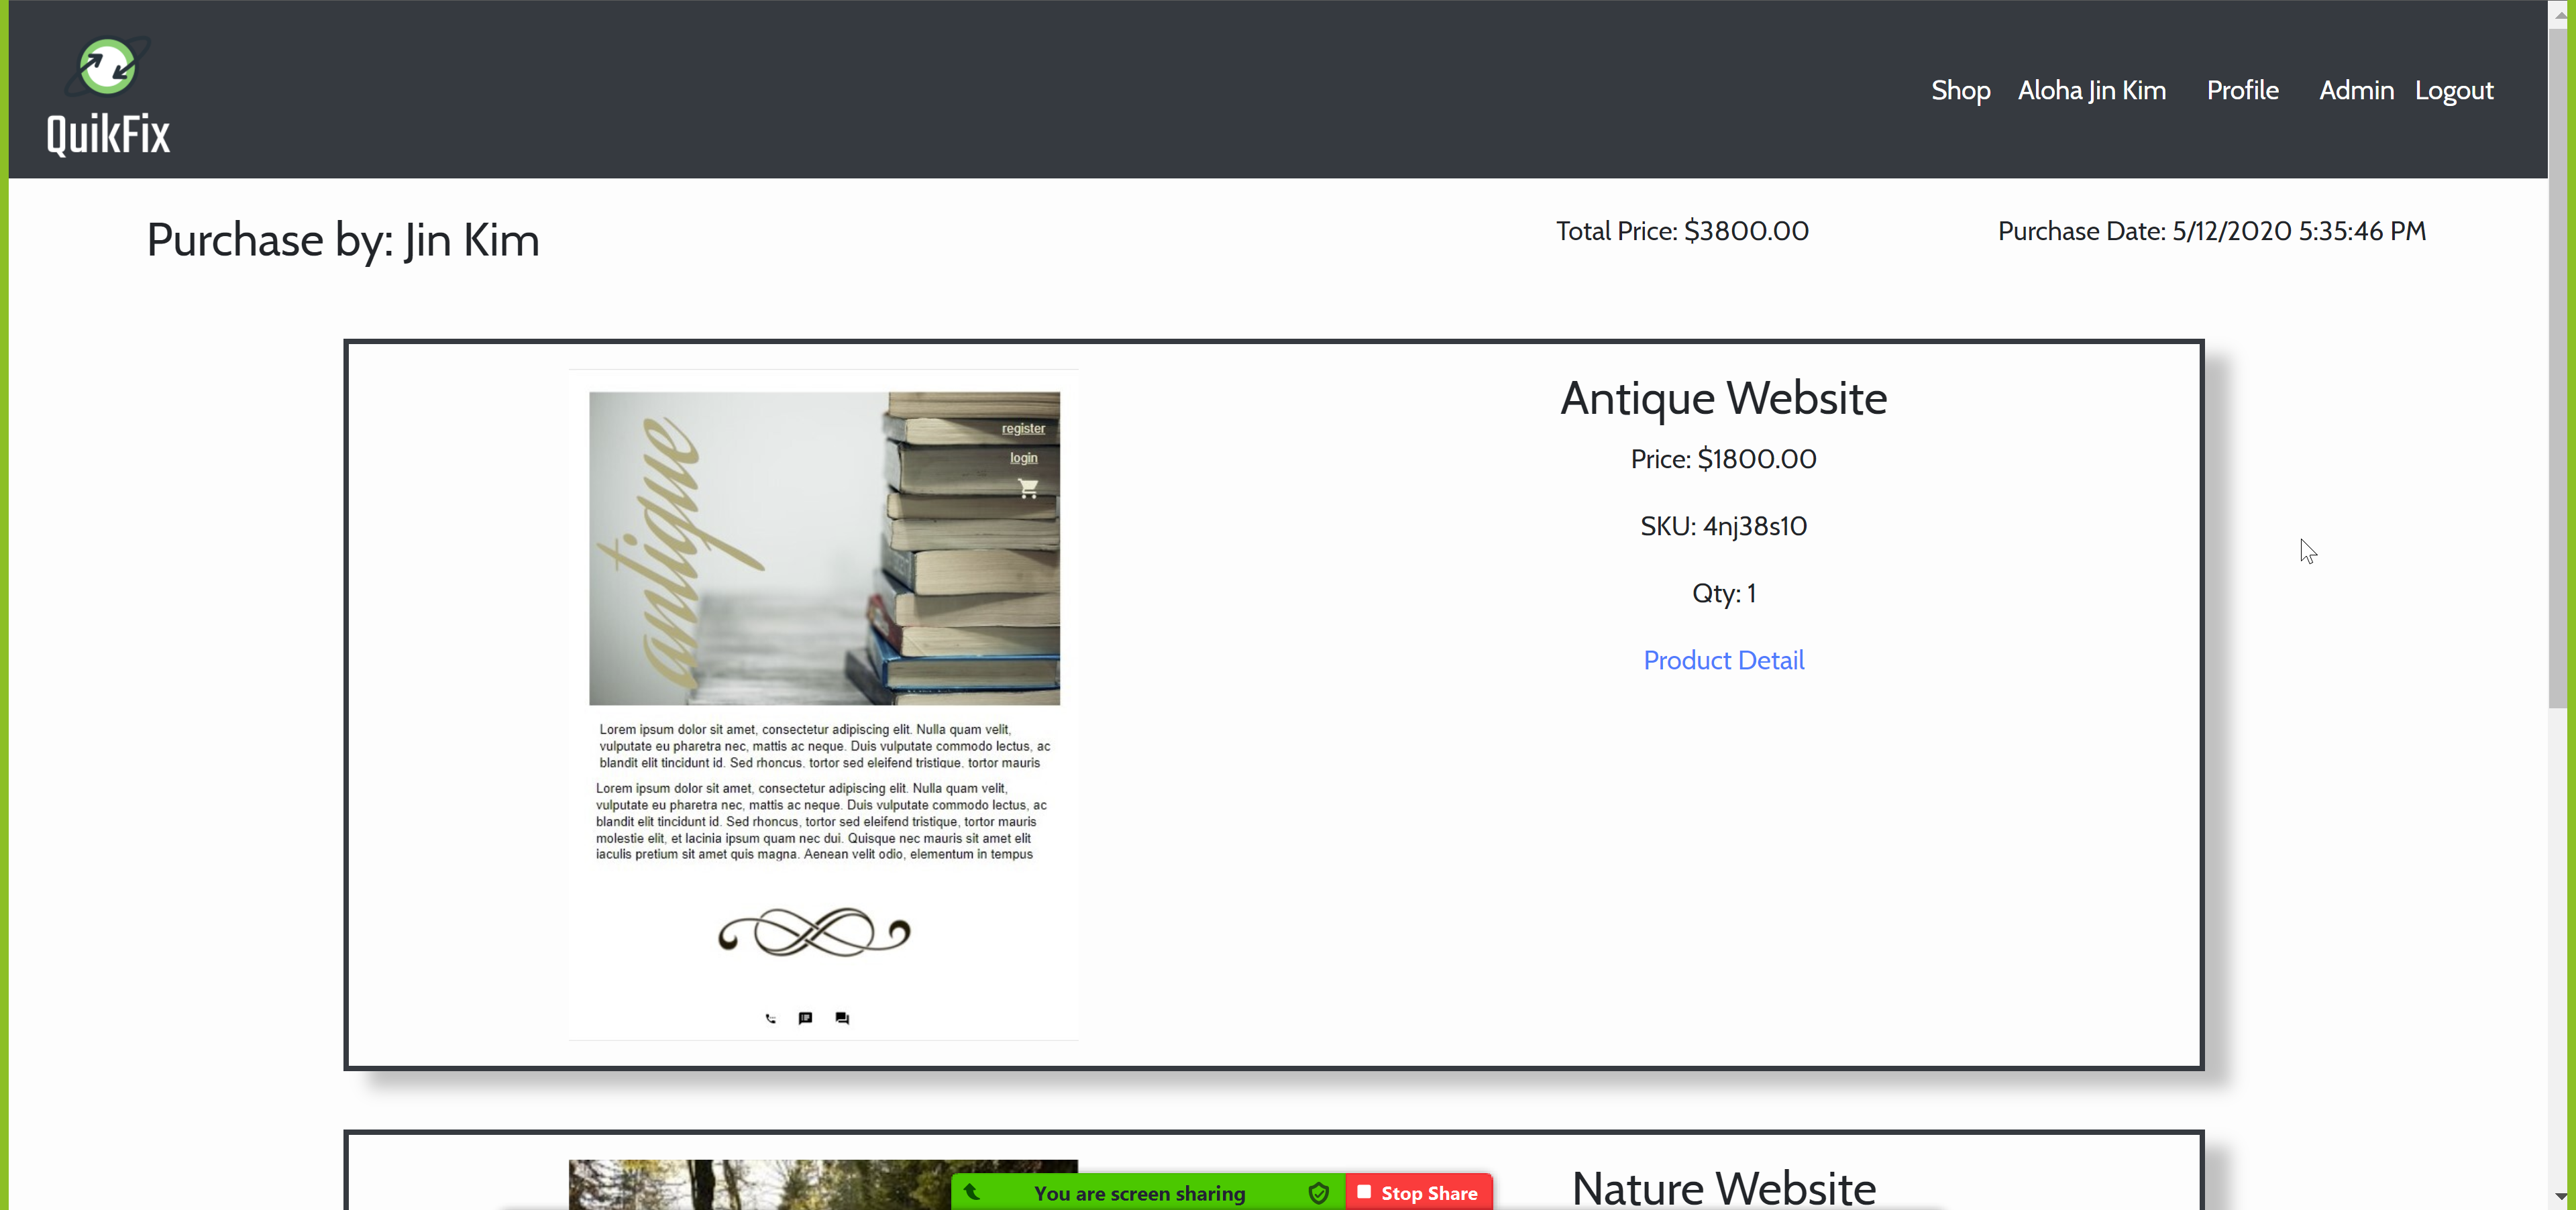 QuikFix
Shop Aloha Jin Kim Profile Admin Logout
Purchase by: Jin Kim
Total Price: $3800.00
Purchase Date: 5/12/2020 5:35:46 PM
antique
register
login
Lorem ipsum dolor sit amet, consectetur adipiscing elit. Nulla quam velit,
vulputate eu pharetra nec, mattis ac neque. Duis vulputate commodo lectus, ac
blandit elit tincidunt id. Sed rhoncus, tortor sed eleifend tristique, tortor mauris
Lorem ipsum dolor sit amet, consectetur adipiscing elit. Nulla quam velit,
vulputate eu pharetra nec, mattis ac neque. Duis vulputate commodo lectus, ac
blandit elit tincidunt id. Sed rhoncus, tortor sed eleifend tristique, tortor mauris
molestie elit, et lacinia ipsum quam nec dui. Quisque nec mauris sit amet elit
iaculis pretium sit amet quis magna. Aenean velit odio, elementum in tempus
Antique Website
Price: $1800.00
SKU: 4nj38s10
Qty: 1
Product Detail
Nature Website
You are screen sharing
Stop Share